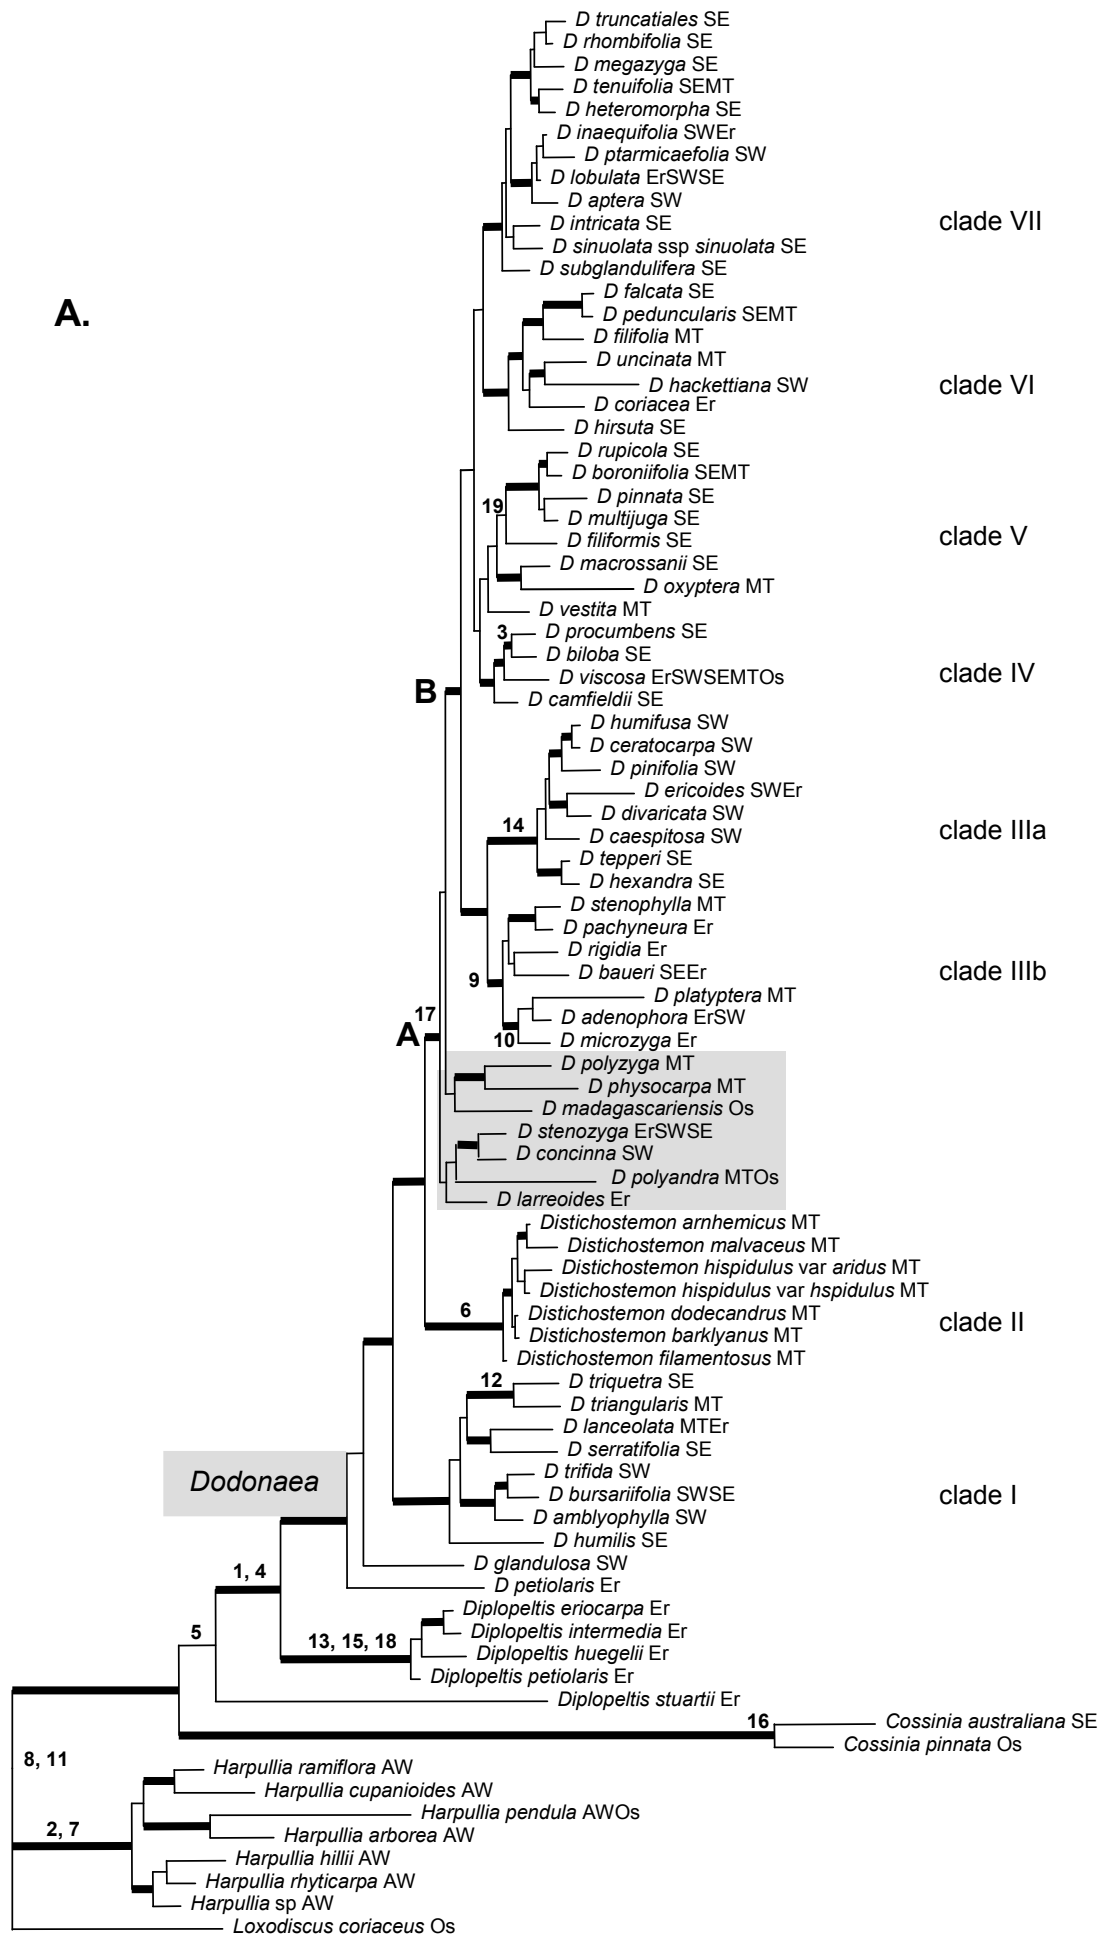 D truncatiales SE
D rhombifolia SE
D megazyga SE
D tenuifolia SEMT
D heteromorpha SE
D inaequifolia SWEr
D ptarmicaefolia SW
D lobulata ErSWSE
D aptera SW
D intricata SE
clade VII
D sinuolata ssp sinuolata SE
D subglandulifera SE
D falcata SE
A.
D peduncularis SEMT
D filifolia MT
D uncinata MT
D hackettiana SW
clade VI
D coriacea Er
D hirsuta SE
D rupicola SE
D boroniifolia SEMT
D pinnata SE
19
D multijuga SE
D filiformis SE
clade V
D macrossanii SE
D oxyptera MT
D vestita MT
D procumbens SE
3
D biloba SE
D viscosa ErSWSEMTOs
clade IV
B
D camfieldii SE
D humifusa SW
D ceratocarpa SW
D pinifolia SW
D ericoides SWEr
D divaricata SW
14
D caespitosa SW
clade IIIa
D tepperi SE
D hexandra SE
D stenophylla MT
D pachyneura Er
D rigidia Er
D baueri SEEr
clade IIIb
9
D platyptera MT
D adenophora ErSW
17
A
10
D microzyga Er
D polyzyga MT
D physocarpa MT
D madagascariensis Os
D stenozyga ErSWSE
D concinna SW
D polyandra MTOs
D larreoides Er
Distichostemon arnhemicus MT
Distichostemon malvaceus MT
Distichostemon hispidulus var aridus MT
Distichostemon hispidulus var hspidulus MT
6
Distichostemon dodecandrus MT
clade II
Distichostemon barklyanus MT
Distichostemon filamentosus MT
12
D triquetra SE
D triangularis MT
D lanceolata MTEr
D serratifolia SE
D trifida SW
Dodonaea
D bursariifolia SWSE
clade I
D amblyophylla SW
D humilis SE
D glandulosa SW
1, 4
D petiolaris Er
Diplopeltis eriocarpa Er
5
Diplopeltis intermedia Er
13, 15, 18
Diplopeltis huegelii Er
Diplopeltis petiolaris Er
Diplopeltis stuartii Er
16
Cossinia australiana SE
Cossinia pinnata Os
8, 11
Harpullia ramiflora AW
Harpullia cupanioides AW
Harpullia pendula AWOs
2, 7
Harpullia arborea AW
Harpullia hillii AW
Harpullia rhyticarpa AW
Harpullia sp AW
Loxodiscus coriaceus Os